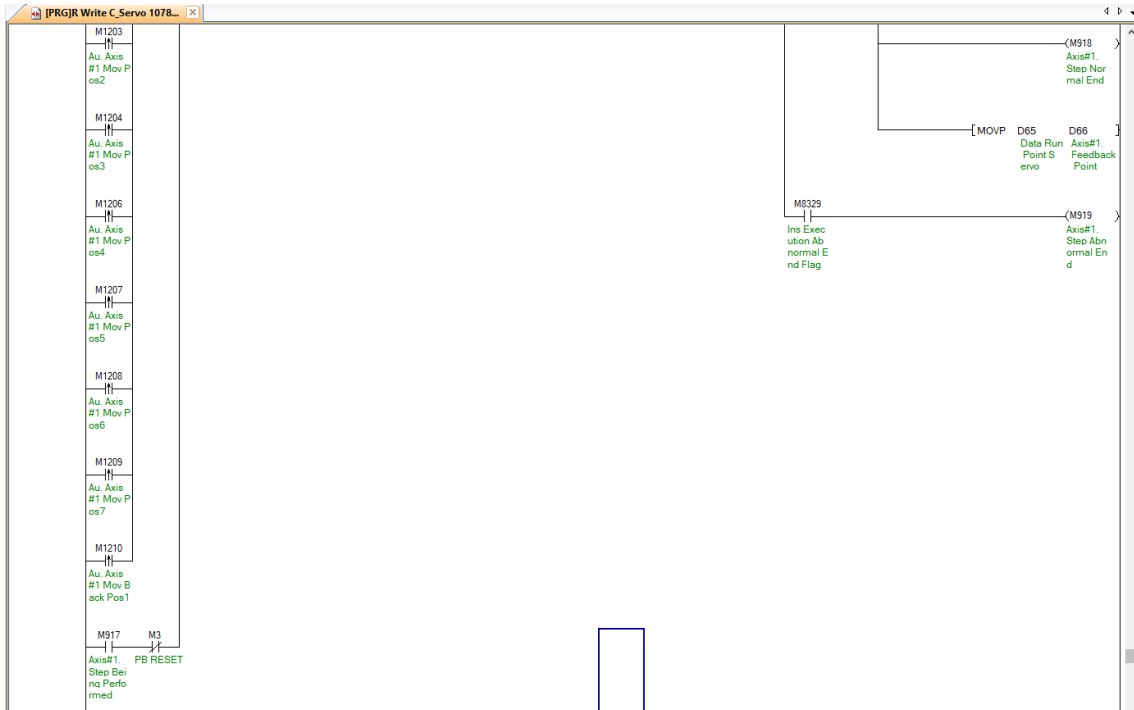 [PRG]R Write C_Servo 1078...
M1203
Au. Axis
#1 Mov P
os2
M1204
Au. Axis
#1 Mov P
os3
M1206
Au. Axis
#1 Mov P
os4
M1207
Au. Axis
#1 Mov P
os5
M1208
Au. Axis
#1 Mov P
os6
M1209
Au. Axis
#1 Mov P
os7
M1210
Au. Axis
#1 Mov B
ack Pos1
M917
Axis#1.
Step Bei
ng Perfo
rmed
M3
PB RESET
M918
Axis#1.
Step Nor
mal End
MOVP D65 D66
Data Run
Point S
ervo
Axis#1.
Feedback
Point
M8329
Ins Exec
ution Ab
normal E
nd Flag
M919
Axis#1.
Step Abn
ormal En
d